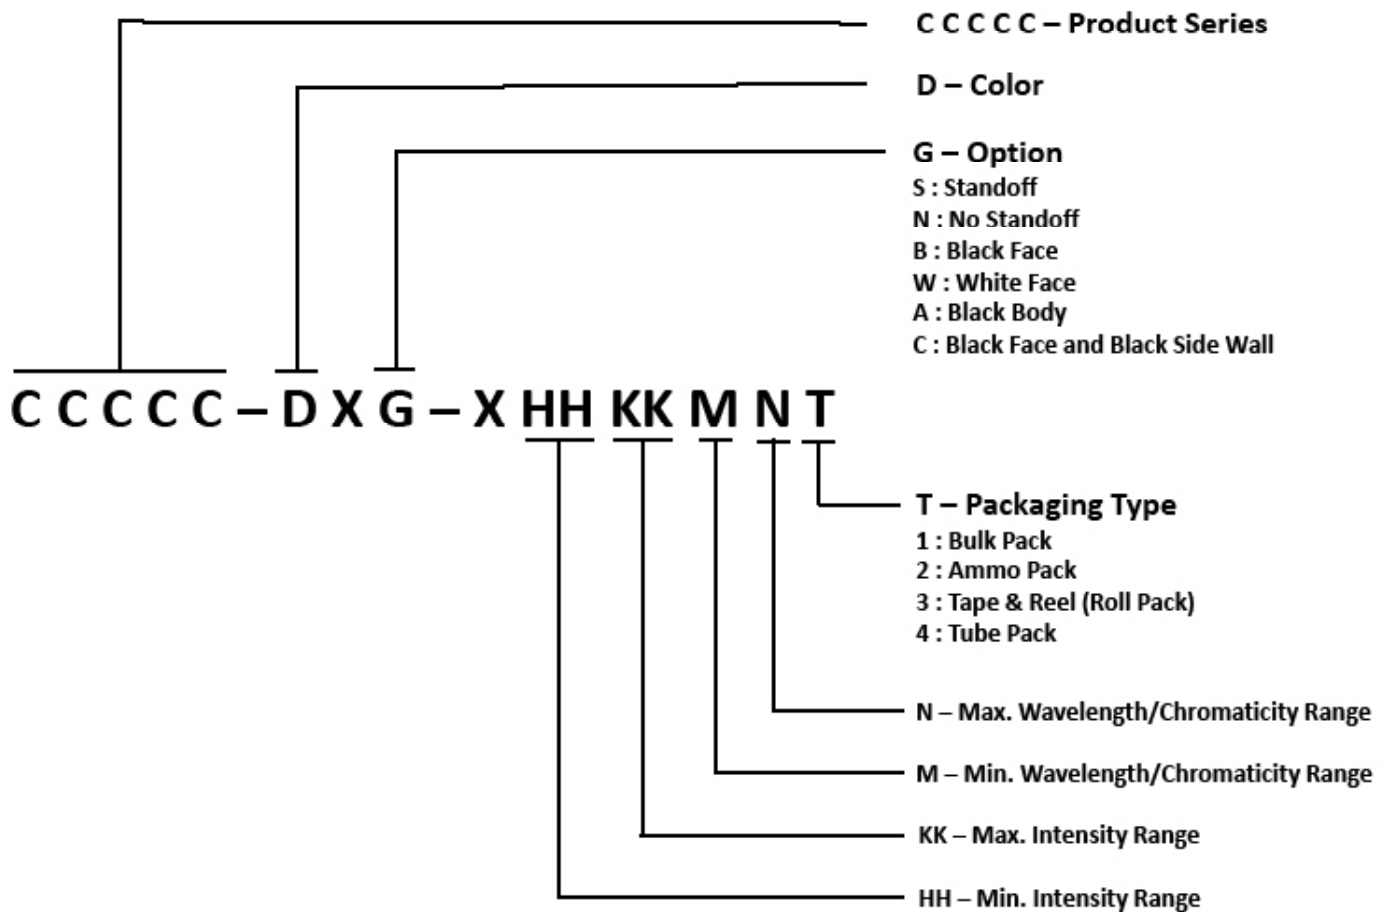 C C C C C – Product Series
D – Color
G – Option
S : Standoff
N : No Standoff
B : Black Face
W : White Face
A : Black Body
C : Black Face and Black Side Wall
C C C C C – D X G – X HH KK M N T
T – Packaging Type
1 : Bulk Pack
2 : Ammo Pack
3 : Tape & Reel (Roll Pack)
4 : Tube Pack
N – Max. Wavelength/Chromaticity Range
M – Min. Wavelength/Chromaticity Range
KK – Max. Intensity Range
HH – Min. Intensity Range